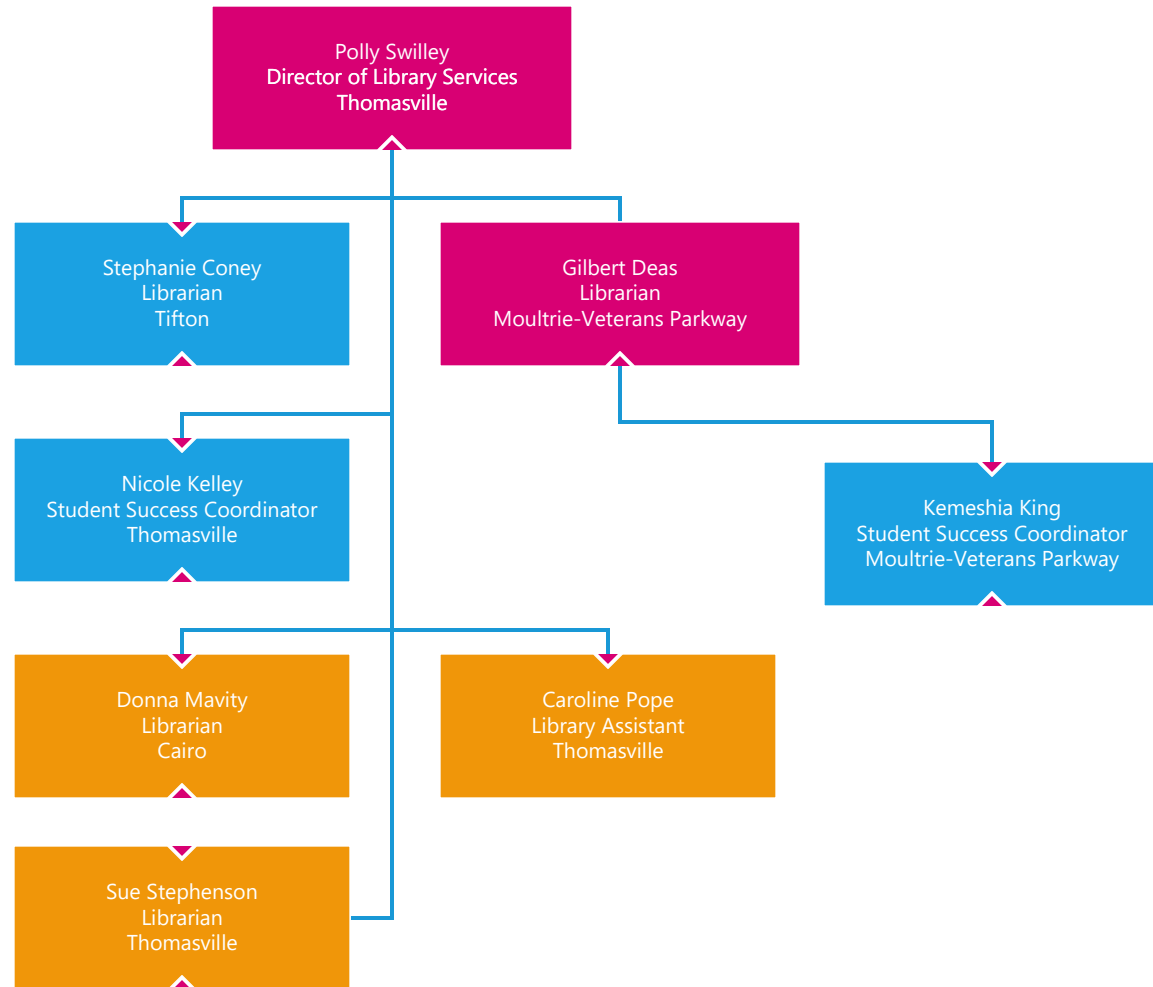 Polly Swilley
Director of Library Services
Thomasville
Stephanie Coney
Librarian
Tifton
Gilbert Deas
Librarian
Moultrie-Veterans Parkway
Nicole Kelley
Student Success Coordinator
Thomasville
Kemeshia King
Student Success Coordinator
Moultrie-Veterans Parkway
Donna Mavity
Librarian
Cairo
Caroline Pope
Library Assistant
Thomasville
Sue Stephenson
Librarian
Thomasville